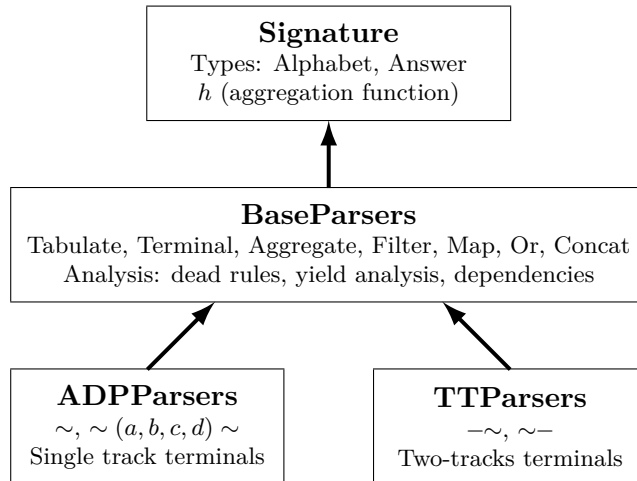 Signature
Types: Alphabet, Answer
h (aggregation function)
BaseParsers
Tabulate, Terminal, Aggregate, Filter, Map, Or, Concat
Analysis: dead rules, yield analysis, dependencies
ADPParsers
∼, ∼ (a, b, c, d) ∼
Single track terminals
TTParsers
−∼, ∼−
Two-tracks terminals